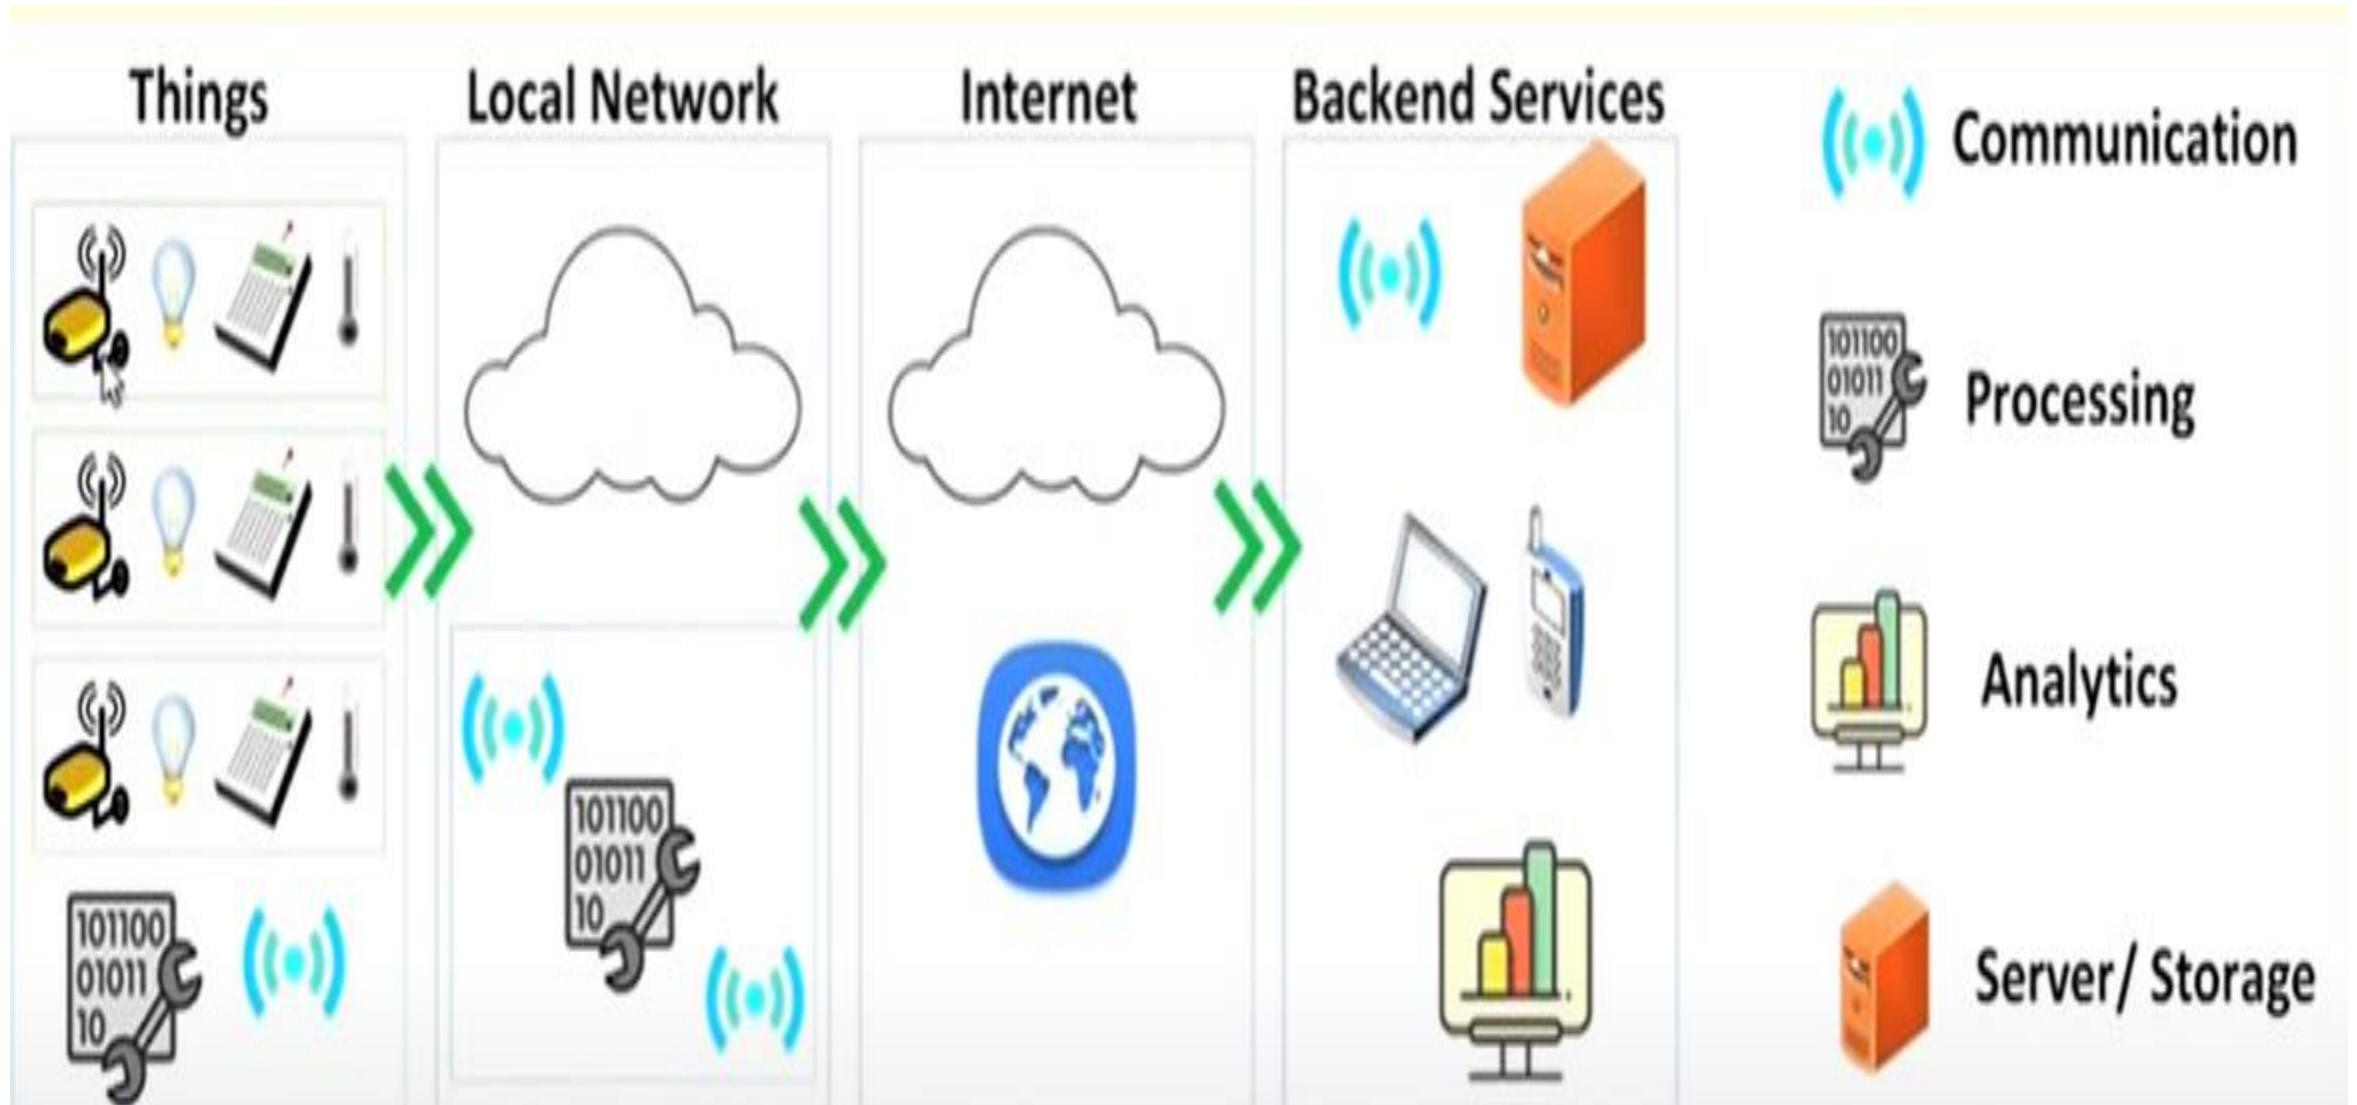 Things
Local Network
Internet
Backend Services
Communication
Processing
Analytics
Server/ Storage
101100
01011
10
101100
01011
10
101100
01011
10